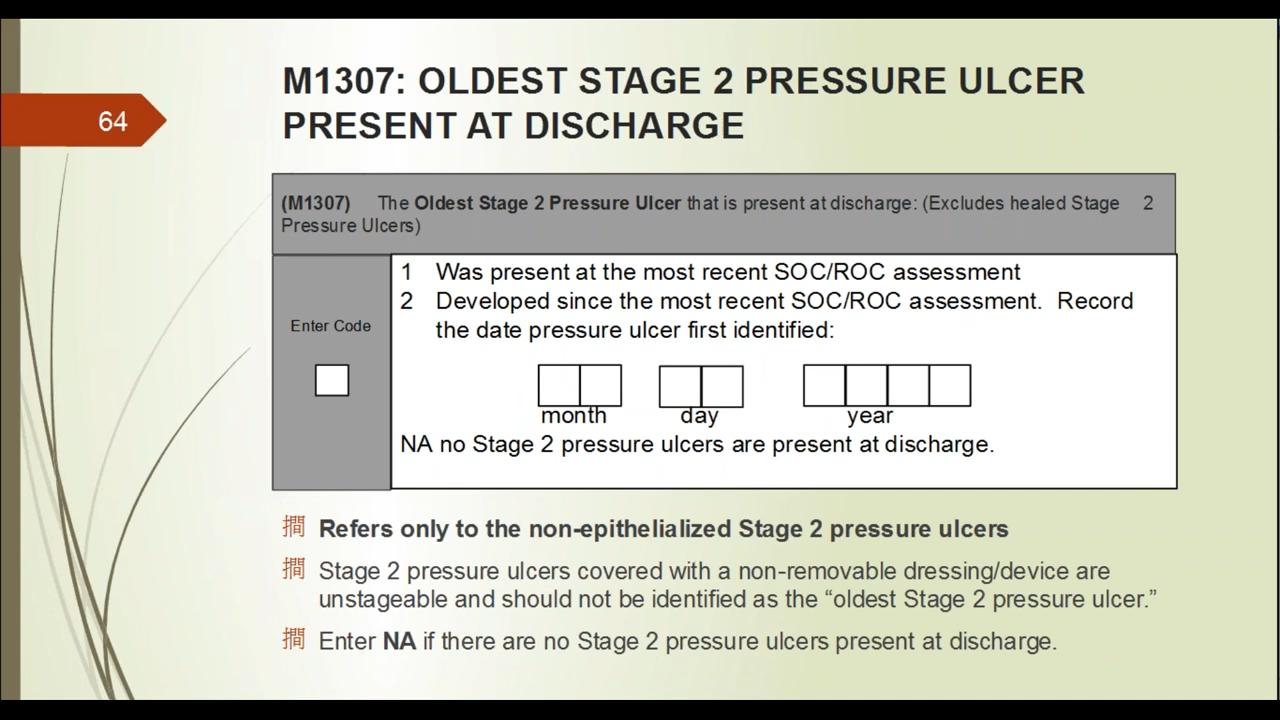 M1307: OLDEST STAGE 2 PRESSURE ULCER
PRESENT AT DISCHARGE
64
(M1307) The Oldest Stage 2 Pressure Ulcer that is present at discharge: (Excludes healed Stage 2
Pressure Ulcers)
Enter Code
1 Was present at the most recent SOC/ROC assessment
2 Developed since the most recent SOC/ROC assessment. Record
the date pressure ulcer first identified:
month day year
NA no Stage 2 pressure ulcers are present at discharge.
撊 Refers only to the non-epithelialized Stage 2 pressure ulcers
撊 Stage 2 pressure ulcers covered with a non-removable dressing/device are
unstageable and should not be identified as the “oldest Stage 2 pressure ulcer.”
撊 Enter NA if there are no Stage 2 pressure ulcers present at discharge.